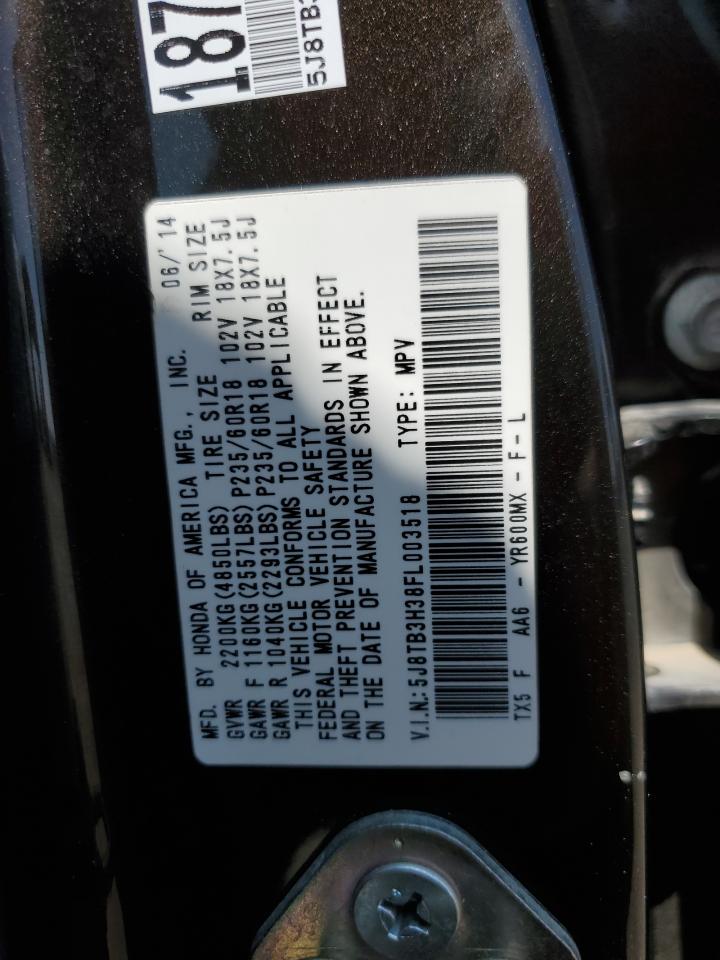 187
5J8TB3
MFD. BY HONDA OF AMERICA MFG., INC. 06/'14
GVWR 2200KG(4850LBS) TIRE SIZE RIM SIZE
GAWR F 1160KG(2557LBS)P235/60R18 102V 18X7.5J
GAWR R 1040KG(2293LBS)P235/60R18 102V 18X7.5J
THIS VEHICLE CONFORMS TO ALL APPLICABLE
FEDERAL MOTOR VEHICLE SAFETY
AND THEFT PREVENTION STANDARDS IN EFFECT
ON THE DATE OF MANUFACTURE SHOWN ABOVE.
V.I.N.:5J8TB3H38FL003518 TYPE: MPV
TX5 F AA6 - YR600MX - F-L